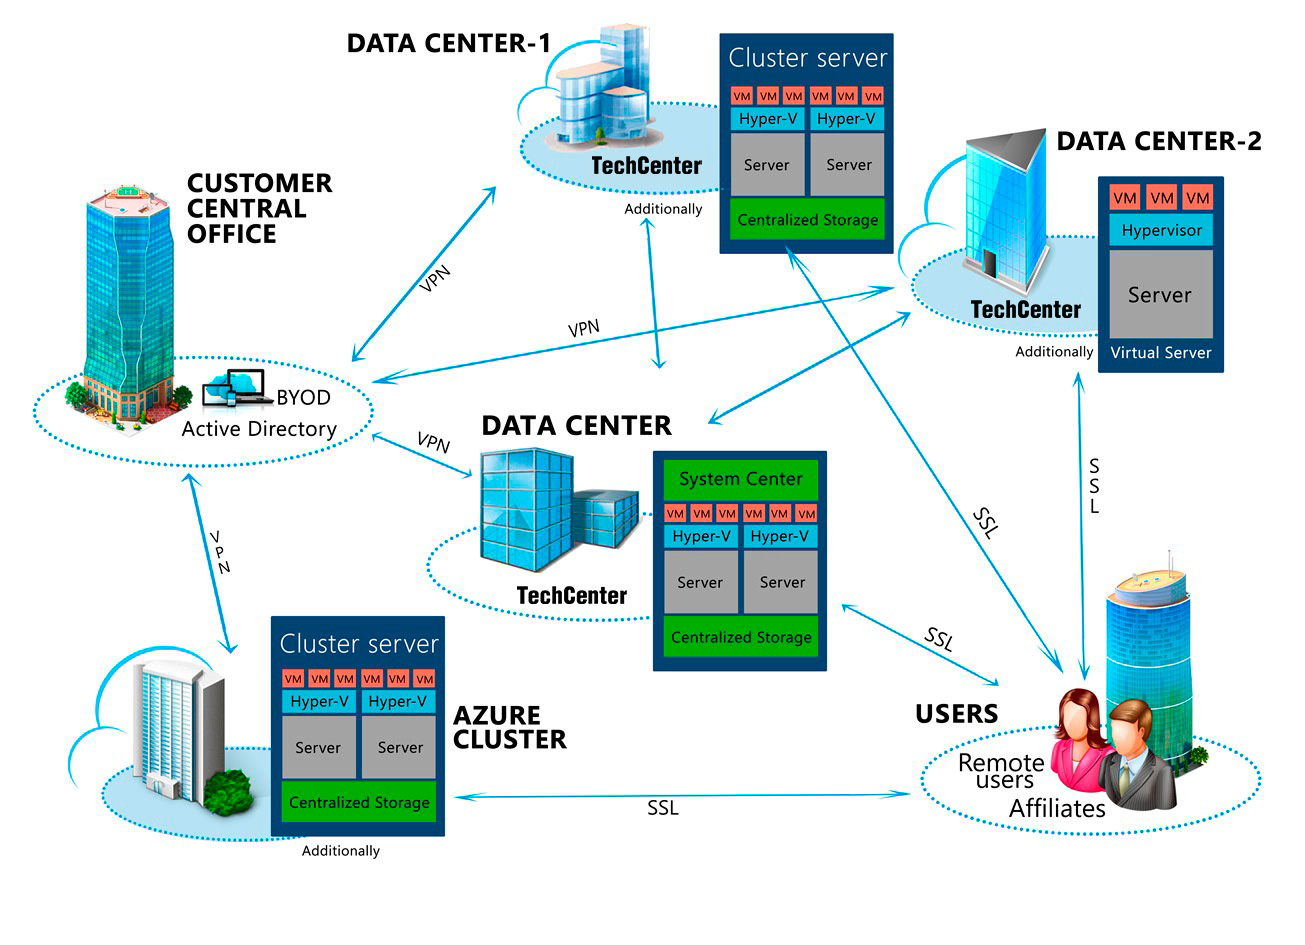 DATA CENTER-1
TechCenter
Additionally
Cluster server
VM VM VM VM VM VM
Hyper-V Hyper-V
Server Server
Centralized Storage
DATA CENTER-2
TechCenter
Additionally
VM VM VM
Hypervisor
Server
Virtual Server
CUSTOMER
CENTRAL
OFFICE
BYOD
Active Directory
VPN
VPN
VPN
VPN
DATA CENTER
TechCenter
System Center
VM VM VM VM VM VM
Hyper-V Hyper-V
Server Server
Centralized Storage
SSL
SSL
SSL
SSL
AZURE
CLUSTER
Cluster server
VM VM VM VM VM VM
Hyper-V Hyper-V
Server Server
Centralized Storage
Additionally
USERS
Remote
users
Affiliates